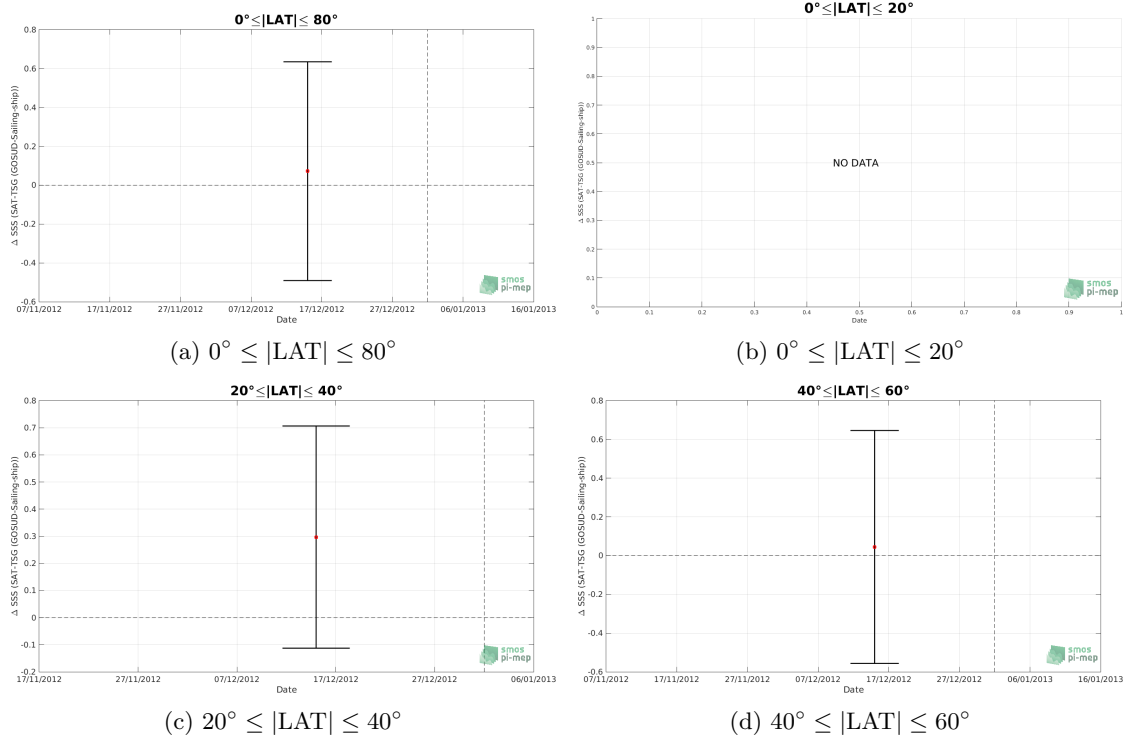 0°≤|LAT|≤ 80°
Δ SSS (SAT-TSG (GOSUD-Sailing-ship))
0.8
0.6
0.4
0.2
0
-0.2
-0.4
-0.6
07/11/2012 17/11/2012 27/11/2012 07/12/2012 17/12/2012 27/12/2012 06/01/2013 16/01/2013
Date
smos
pi-mep
(a) 0° ≤ |LAT| ≤ 80°
0°≤|LAT|≤ 20°
Δ SSS (SAT-TSG (GOSUD-Sailing-ship))
1
0.9
0.8
0.7
0.6
0.5
0.4
0.3
0.2
0.1
0
NO DATA
0 0.1 0.2 0.3 0.4 0.5 0.6 0.7 0.8 0.9 1
Date
smos
pi-mep
(b) 0° ≤ |LAT| ≤ 20°
20°≤|LAT|≤ 40°
Δ SSS (SAT-TSG (GOSUD-Sailing-ship))
0.8
0.7
0.6
0.5
0.4
0.3
0.2
0.1
0
-0.1
-0.2
17/11/2012 27/11/2012 07/12/2012 17/12/2012 27/12/2012 06/01/2013
Date
smos
pi-mep
(c) 20° ≤ |LAT| ≤ 40°
40°≤|LAT|≤ 60°
Δ SSS (SAT-TSG (GOSUD-Sailing-ship))
0.8
0.6
0.4
0.2
0
-0.2
-0.4
-0.6
07/11/2012 17/11/2012 27/11/2012 07/12/2012 17/12/2012 27/12/2012 06/01/2013 16/01/2013
Date
smos
pi-mep
(d) 40° ≤ |LAT| ≤ 60°